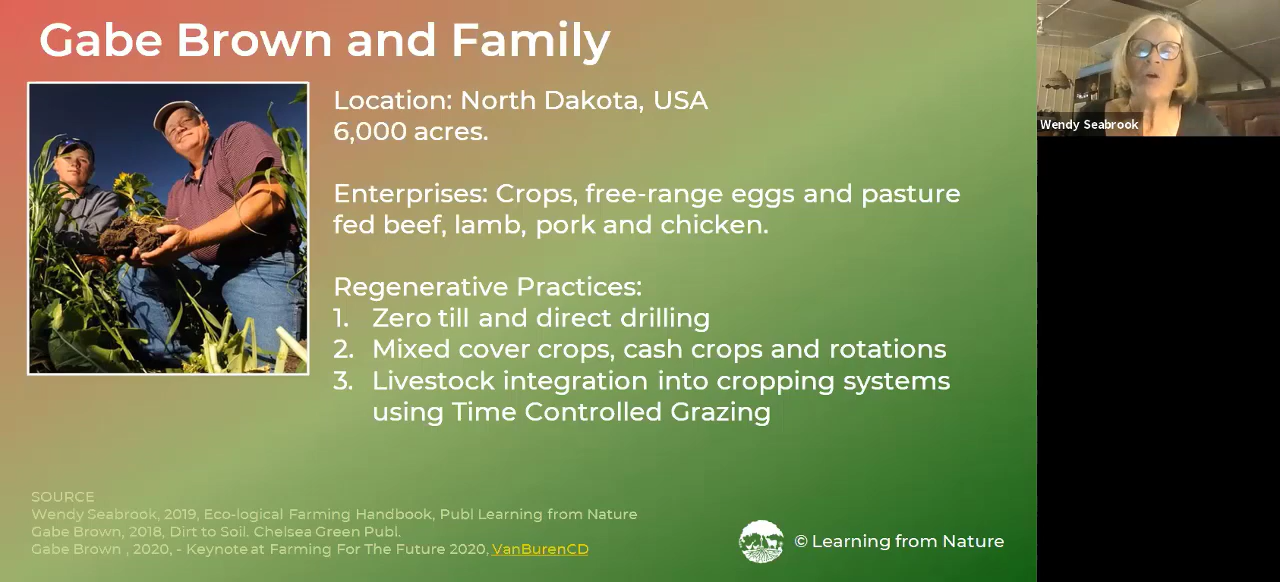 Gabe Brown and Family
Location: North Dakota, USA
6,000 acres.
Enterprises: Crops, free-range eggs and pasture
fed beef, lamb, pork and chicken.
Regenerative Practices:
1. Zero till and direct drilling
2. Mixed cover crops, cash crops and rotations
3. Livestock integration into cropping systems
using Time Controlled Grazing
SOURCE
Wendy Seabrook, 2019, Eco-logical Farming Handbook, Publ Learning from Nature
Gabe Brown, 2018, Dirt to Soil. Chelsea Green Publ.
Gabe Brown , 2020, - Keynote at Farming For The Future 2020, VanBurenCD
© Learning from Nature
Wendy Seabrook